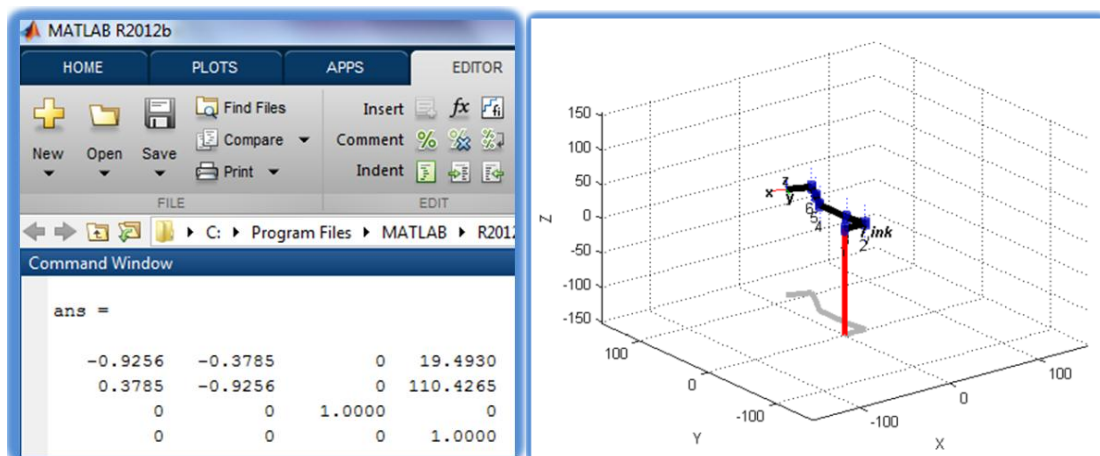 MATLAB R2012b
HOME PLOTS APPS EDITOR
New Open Save
Find Files
Compare
Print
Insert fx fi
Comment %
Indent
FILE EDIT
C: Program Files MATLAB R2012
Command Window
ans =
-0.9256 -0.3785 0 19.4930
0.3785 -0.9256 0 110.4265
0 0 1.0000 0
0 0 0 1.0000
150
100
50
0
-50
-100
-150
Z
x
y
z
6
5
4
2
ink
100
0
-100
Y
-100
0
100
X